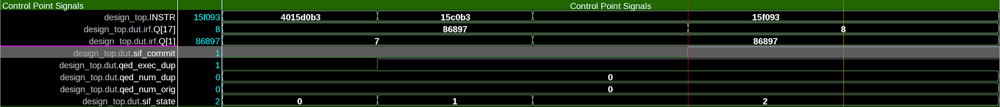 Control Point Signals Control Point Signals
design_top.INSTR 15f093 4015d0b3 15c0b3 15f093
design_top.dut.irf.Q[17] 8 86897 8
design_top.dut.irf.Q[1] 86897 7 86897
design_top.dut.sif_commit 1
design_top.dut.qed_exec_dup 1
design_top.dut.qed_num_dup 0 0
design_top.dut.qed_num_orig 0 0
design_top.dut.sif_state 2 0 1 2